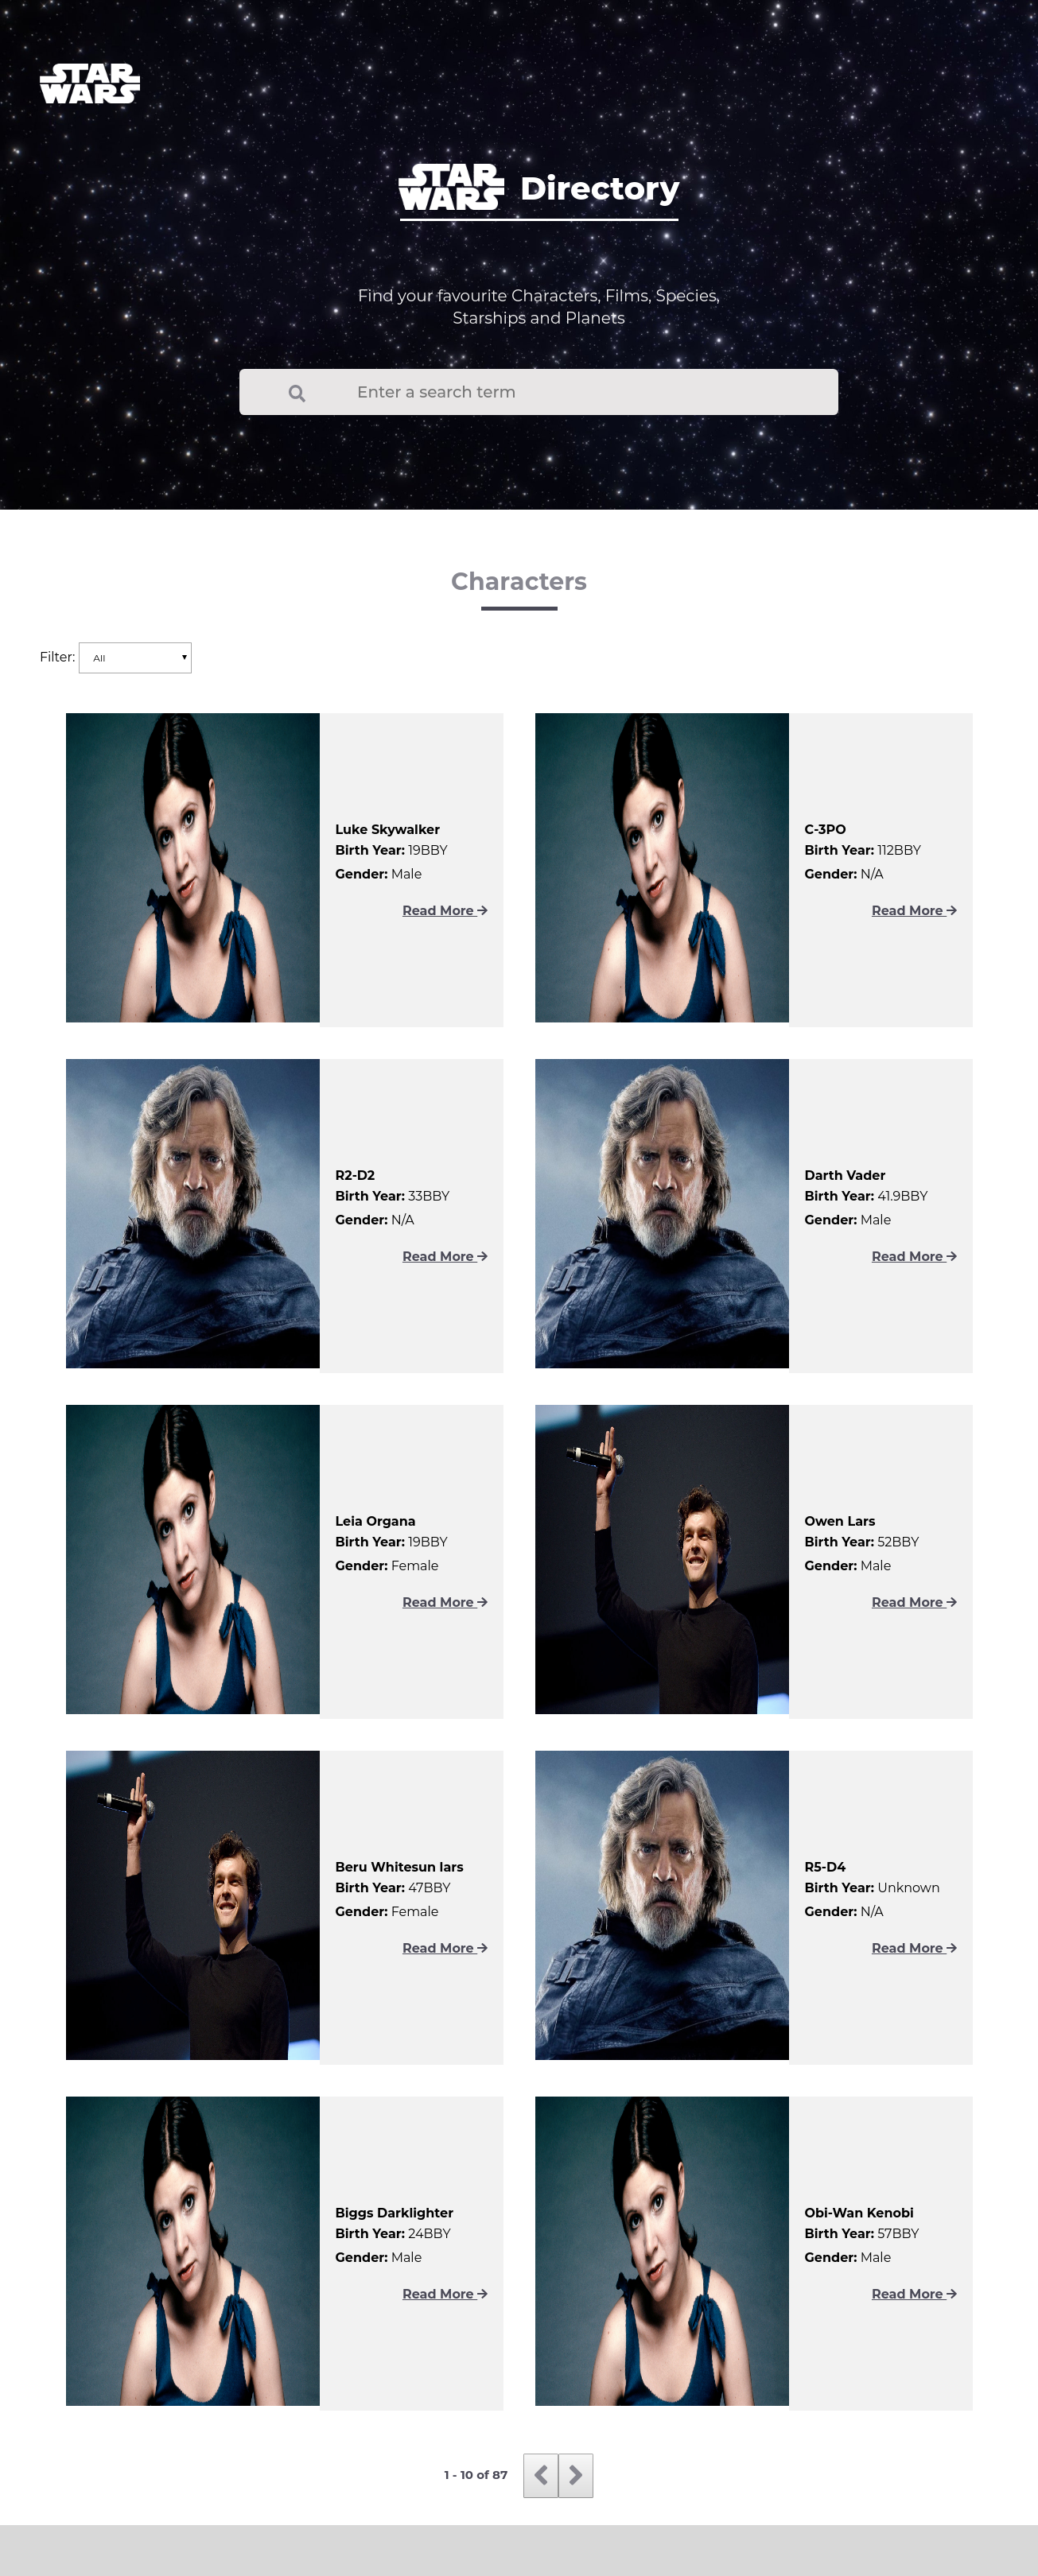 STAR
WARS
STAR
WARS
Directory
Find your favourite Characters, Films, Species,
Starships and Planets
Enter a search term
Characters
Filter: All
Luke Skywalker
Birth Year: 19BBY
Gender: Male
Read More
C-3PO
Birth Year: 112BBY
Gender: N/A
Read More
R2-D2
Birth Year: 33BBY
Gender: N/A
Read More
Darth Vader
Birth Year: 41.9BBY
Gender: Male
Read More
Leia Organa
Birth Year: 19BBY
Gender: Female
Read More
Owen Lars
Birth Year: 52BBY
Gender: Male
Read More
Beru Whitesun lars
Birth Year: 47BBY
Gender: Female
Read More
R5-D4
Birth Year: Unknown
Gender: N/A
Read More
Biggs Darklighter
Birth Year: 24BBY
Gender: Male
Read More
Obi-Wan Kenobi
Birth Year: 57BBY
Gender: Male
Read More
1 - 10 of 87